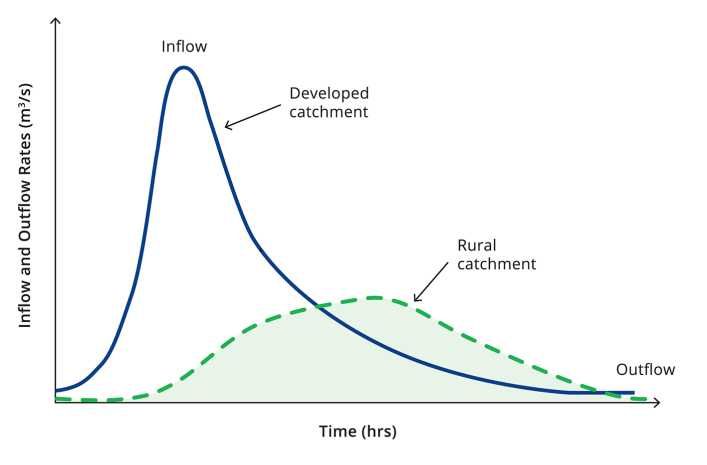 Inflow
Developed
catchment
Inflow and Outflow Rates (m³/s)
Rural
catchment
Outflow
Time (hrs)